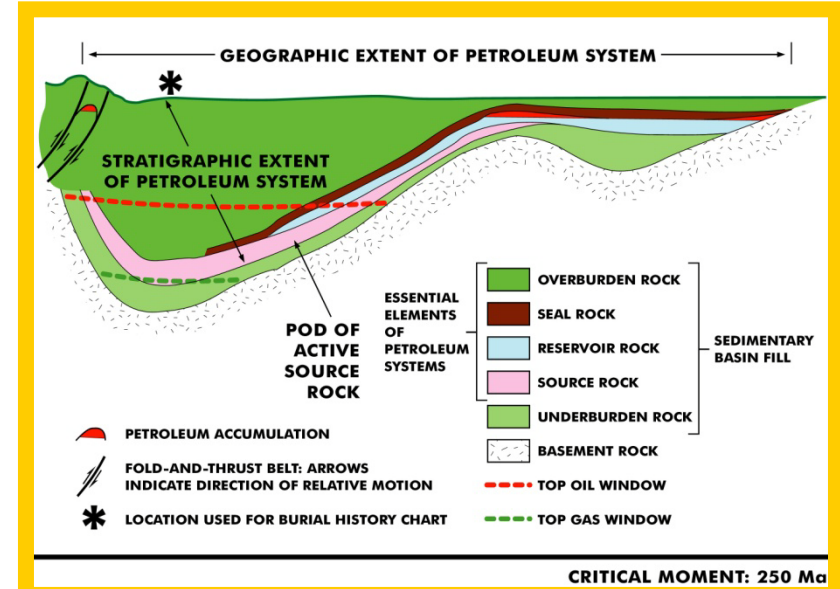 GEOGRAPHIC EXTENT OF PETROLEUM SYSTEM
*
STRATIGRAPHIC EXTENT
OF PETROLEUM SYSTEM
POD OF
ACTIVE
SOURCE
ROCK
ESSENTIAL
ELEMENTS
OF
PETROLEUM
SYSTEMS
OVERBURDEN ROCK
SEAL ROCK
RESERVOIR ROCK
SOURCE ROCK
UNDERBURDEN ROCK
BASEMENT ROCK
TOP OIL WINDOW
TOP GAS WINDOW
SEDIMENTARY
BASIN FILL
PETROLEUM ACCUMULATION
FOLD-AND-THRUST BELT: ARROWS
INDICATE DIRECTION OF RELATIVE MOTION
* LOCATION USED FOR BURIAL HISTORY CHART
CRITICAL MOMENT: 250 Ma